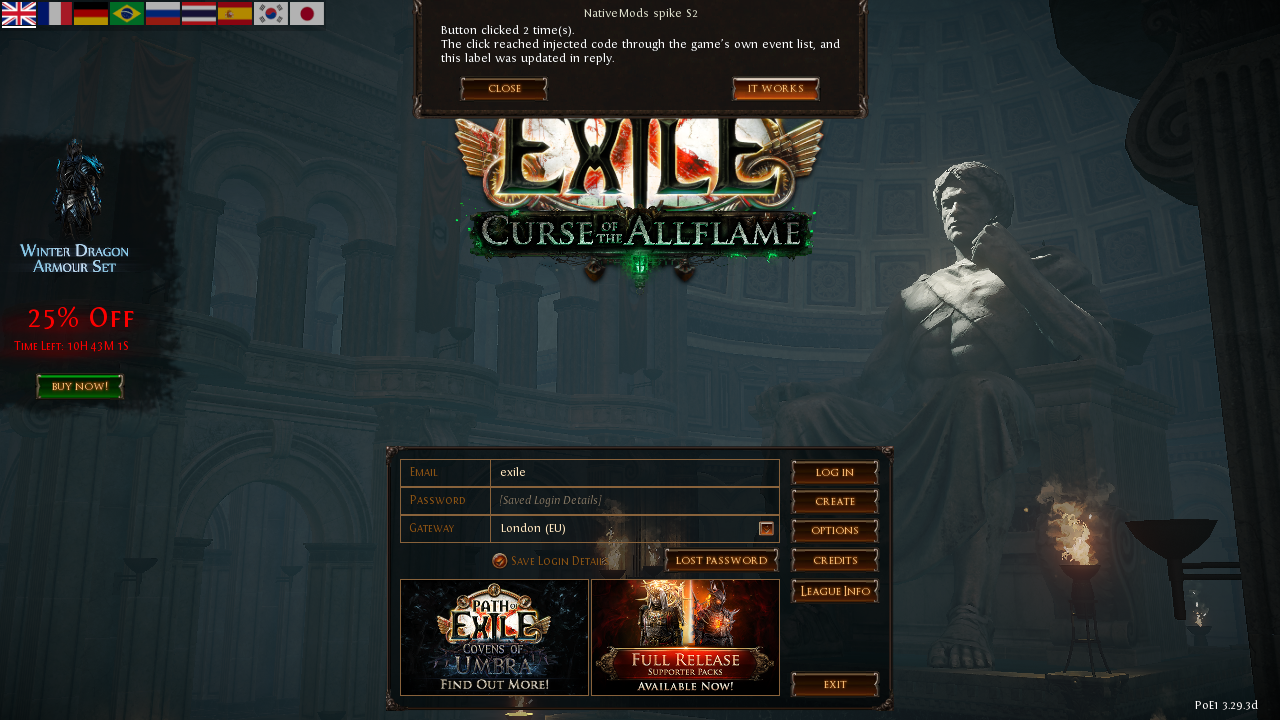 NativeMods spike S2
Button clicked 2 time(s).
The click reached injected code through the game's own event list, and
this label was updated in reply.
CLOSE
IT WORKS
EXILE
CURSE OF THE ALLFLAME
WINTER DRAGON
ARMOUR SET
25% OFF
TIME LEFT: 10H 43M 1S
BUY NOW!
EMAIL
exile
LOG IN
PASSWORD
[Saved Login Details]
CREATE
GATEWAY
London (EU)
OPTIONS
SAVE LOGIN DETAILS
LOST PASSWORD
CREDITS
LEAGUE INFO
PATH OF
EXILE
COVENS OF
UMBRA
FIND OUT MORE!
FULL RELEASE
SUPPORTER PACKS
AVAILABLE NOW!
EXIT
PoE1 3.29.3d